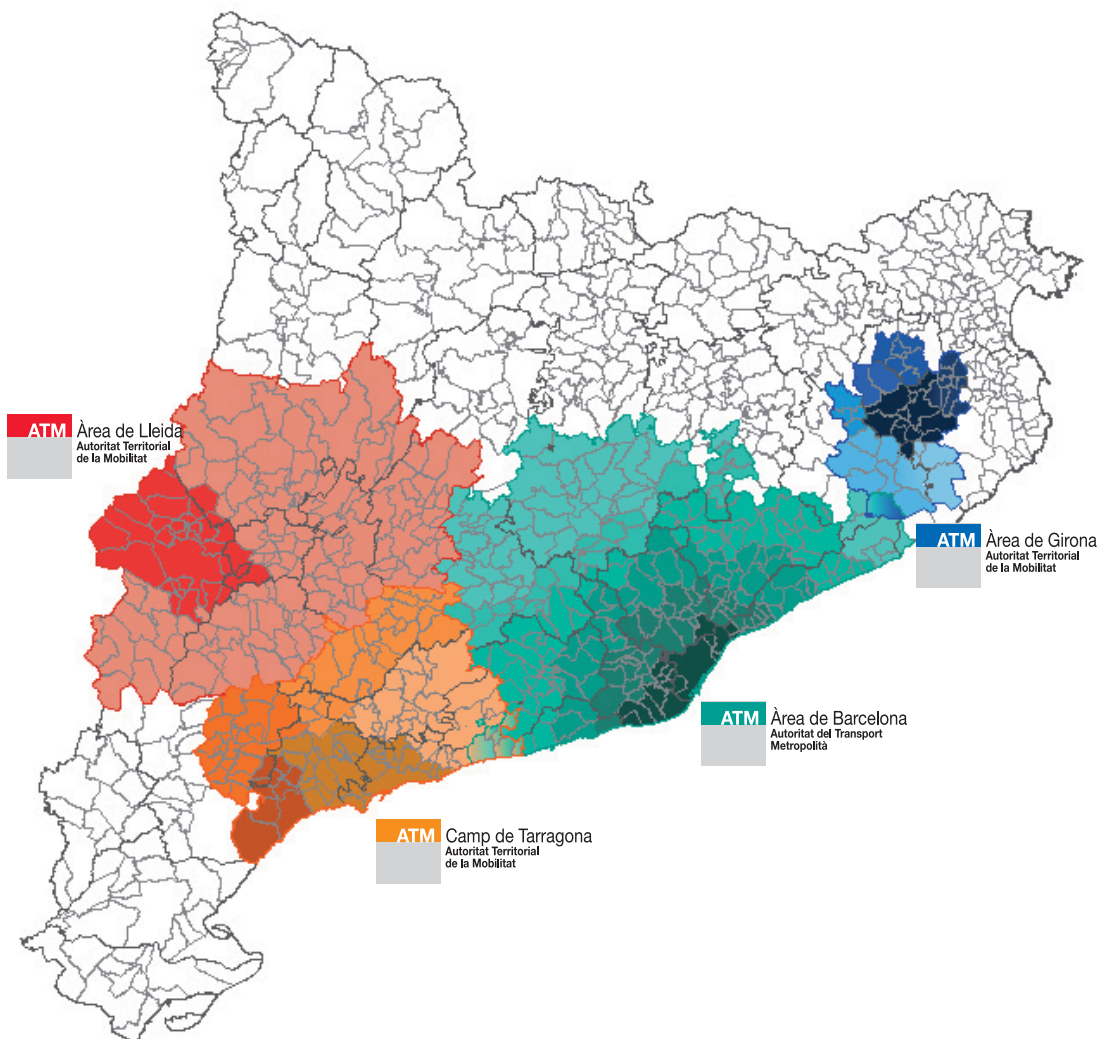 ATM Àrea de Lleida
Autoritat Territorial
de la Mobilitat
ATM Àrea de Girona
Autoritat Territorial
de la Mobilitat
ATM Àrea de Barcelona
Autoritat del Transport
Metropolità
ATM Camp de Tarragona
Autoritat Territorial
de la Mobilitat